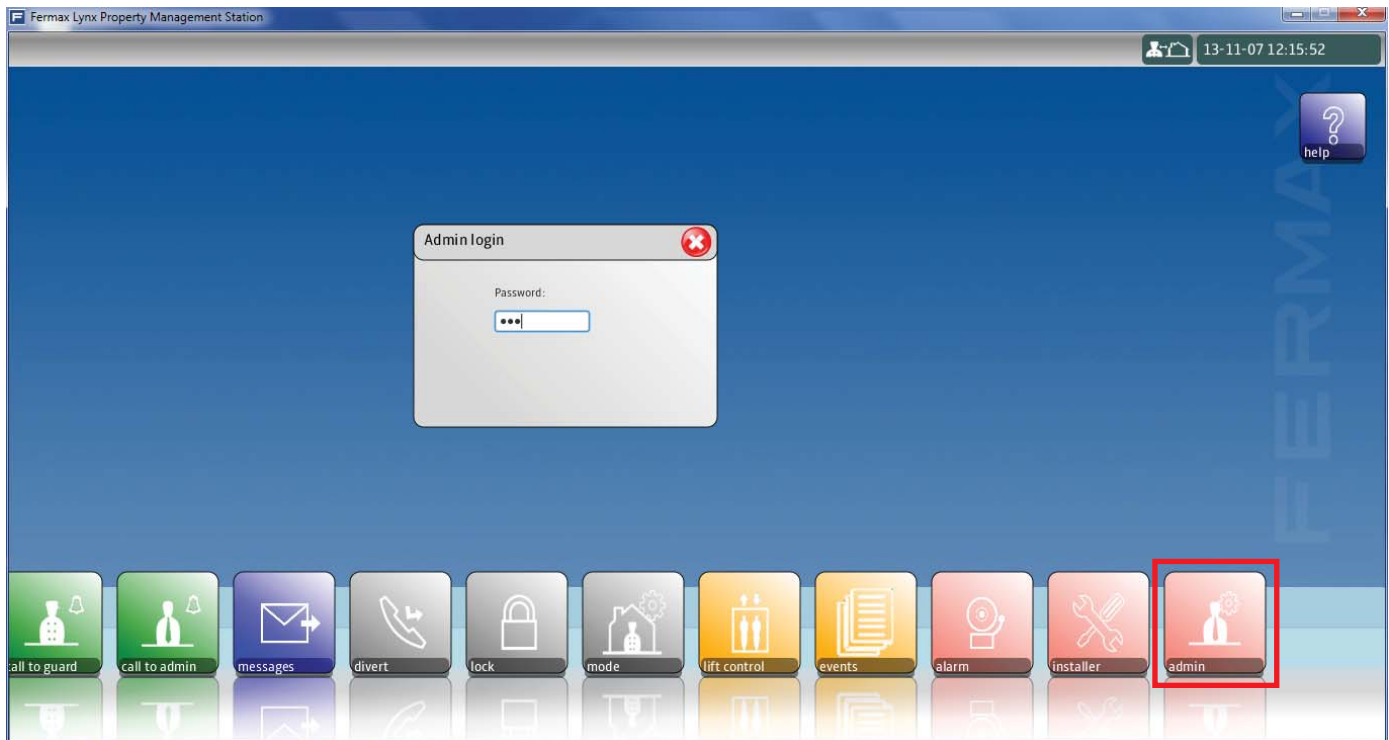 Fermax Lynx Property Management Station
13-11-07 12:15:52
help
FERMAX
Admin login
Password:
all to guard
call to admin
messages
divert
lock
mode
lift control
events
alarm
installer
admin